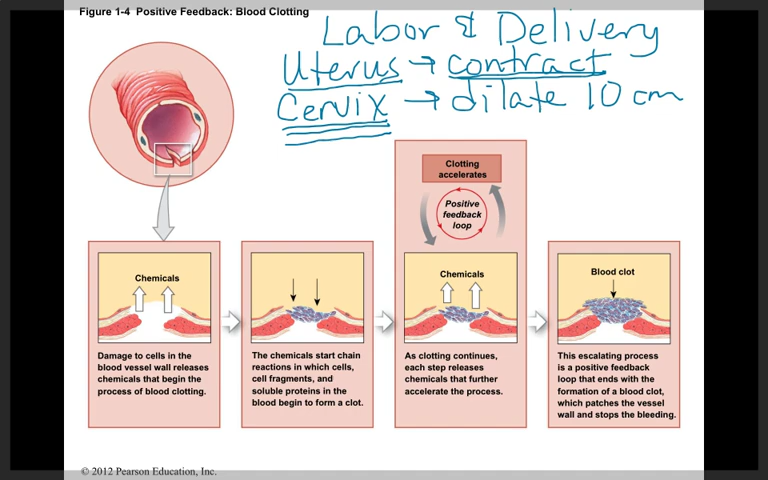 Figure 1-4 Positive Feedback: Blood Clotting
Labor & Delivery
Uterus → contract
Cervix → dilate 10 cm
Clotting
accelerates
Positive
feedback
loop
Chemicals
Damage to cells in the
blood vessel wall releases
chemicals that begin the
process of blood clotting.
The chemicals start chain
reactions in which cells,
cell fragments, and
soluble proteins in the
blood begin to form a clot.
Chemicals
As clotting continues,
each step releases
chemicals that further
accelerate the process.
Blood clot
This escalating process
is a positive feedback
loop that ends with the
formation of a blood clot,
which patches the vessel
wall and stops the bleeding.
© 2012 Pearson Education, Inc.